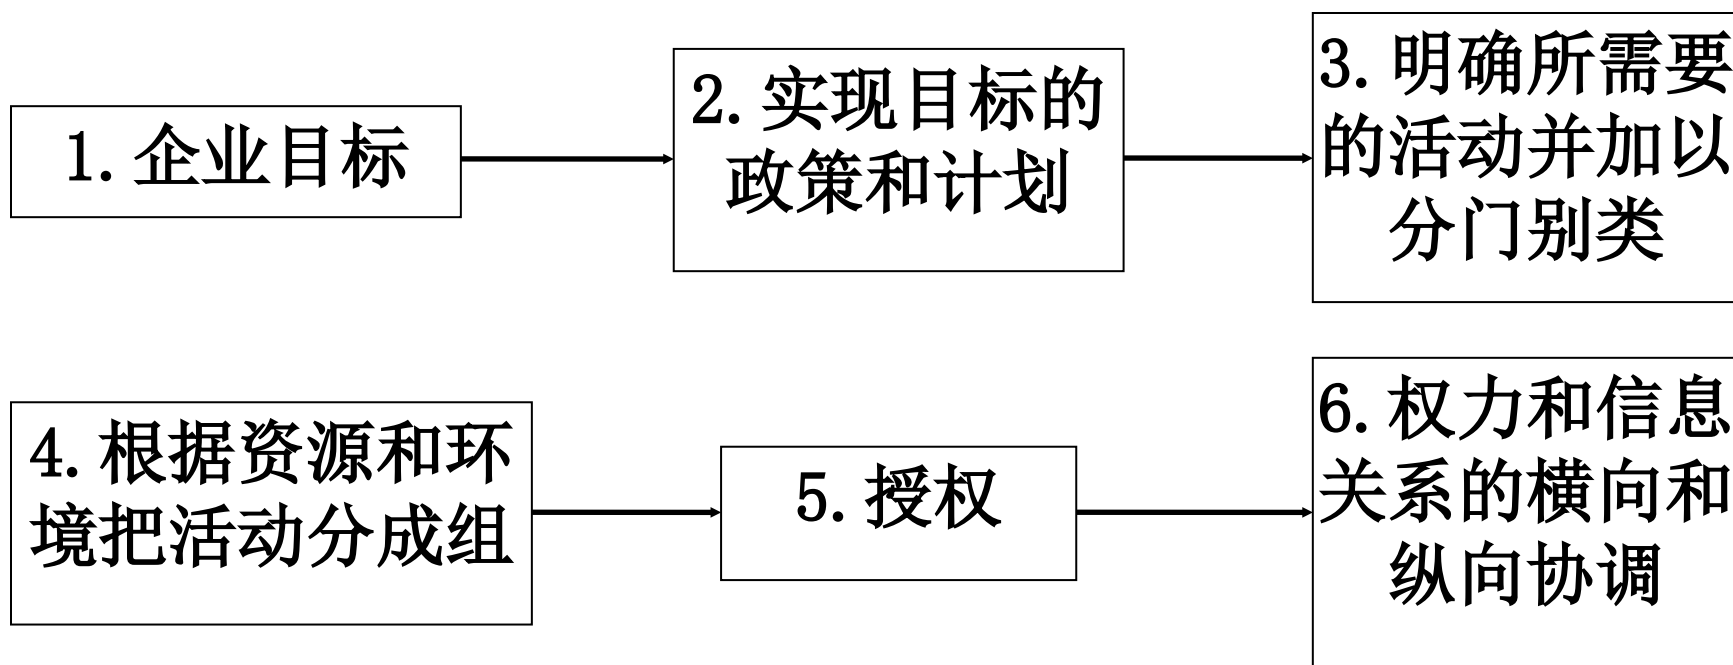 1.企业目标
2.实现目标的
政策和计划
3.明确所需要
的活动并加以
分门别类
4.根据资源和环
境把活动分成组
5.授权
6.权力和信息
关系的横向和
纵向协调